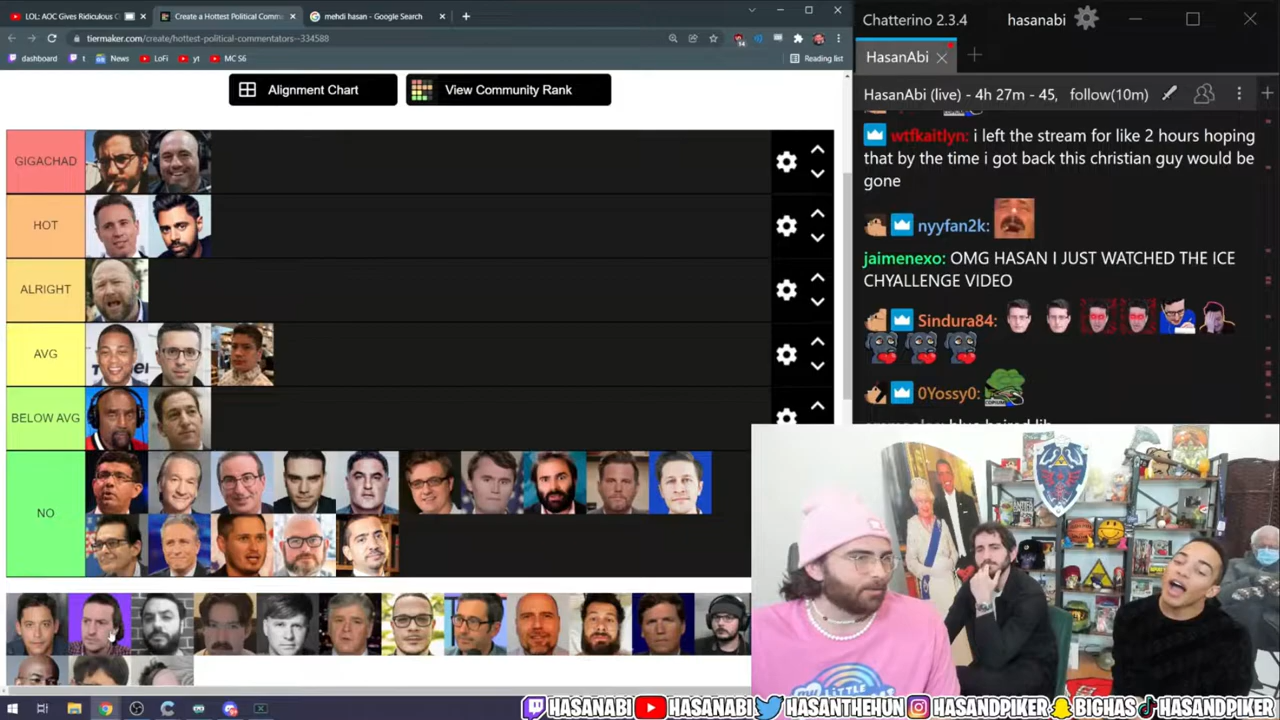 LOL: AOC Gives Ridiculous C
Create a Hottest Political Comm
mehdi hasan - Google Search
tiermaker.com/create/hottest-political-commentators--334588
dashboard
t
News
LoFi
yt
MC S6
Reading list
Alignment Chart
View Community Rank
GIGACHAD
HOT
ALRIGHT
AVG
BELOW AVG
NO
Chatterino 2.3.4
hasanabi
HasanAbi
HasanAbi (live) - 4h 27m - 45, follow(10m)
wtfkaitlyn: i left the stream for like 2 hours hoping
that by the time i got back this christian guy would be
gone
nyyfan2k:
jaimenexo: OMG HASAN I JUST WATCHED THE ICE
CHYALLENGE VIDEO
Sindura84:
0Yossy0:
HASANABI
HASANABI
HASANTHEHUN
HASANDPIKER
BIGHAS
HASANDPIKER